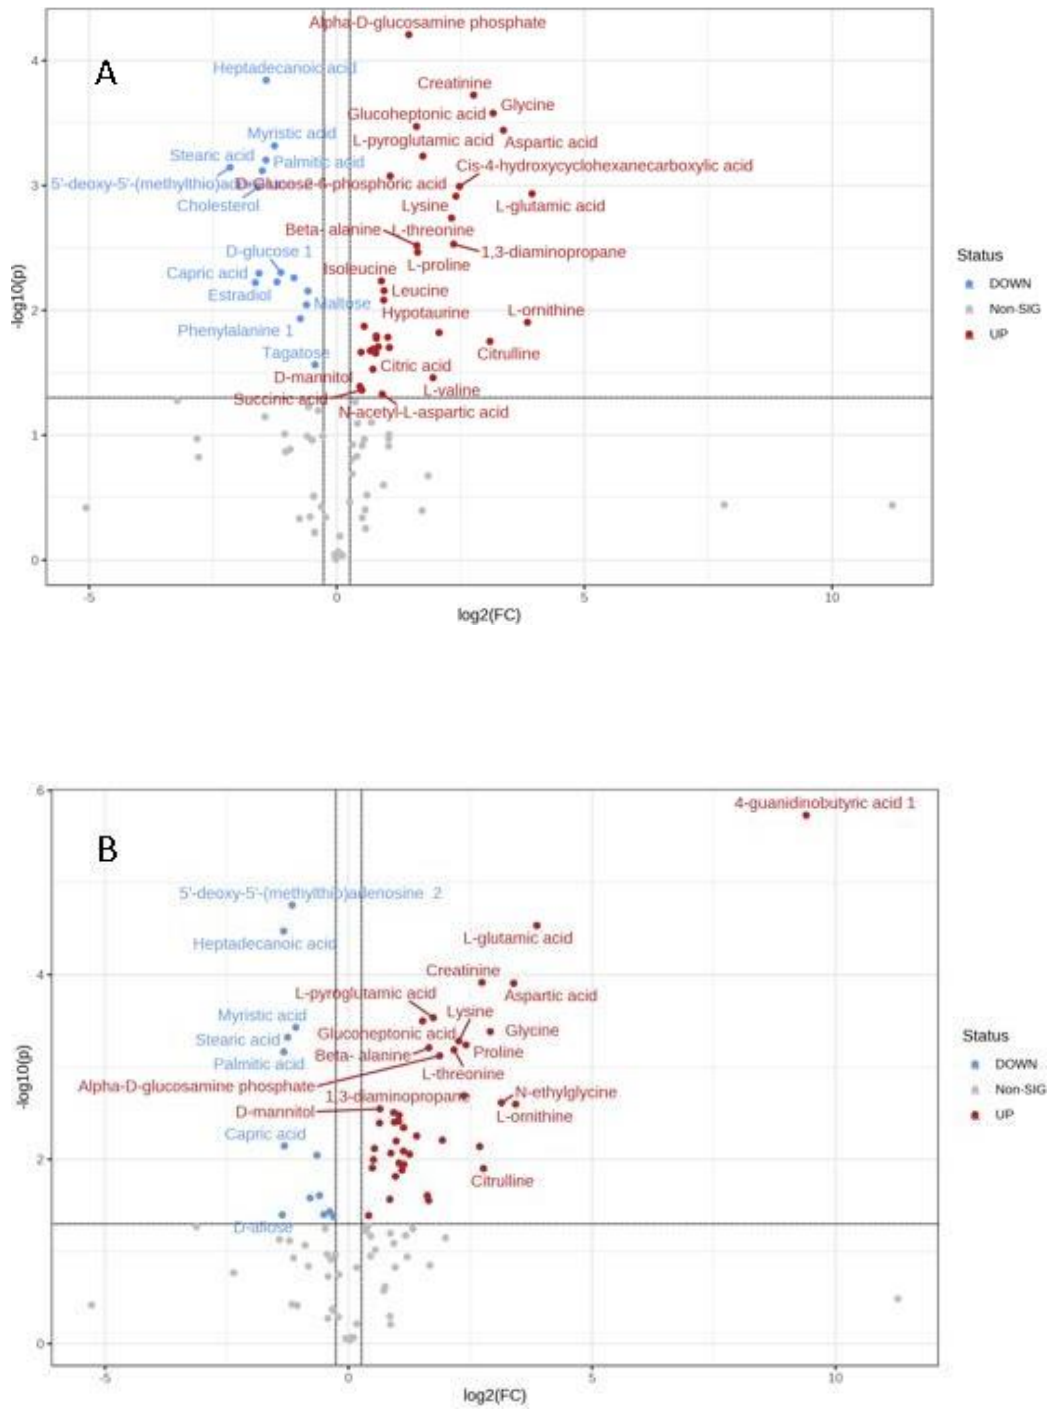 Alpha-D-glucosamine phosphate
A
Heptadecanoic acid
Creatinine
Glycine
Glucoheptonic acid
Myristic acid
L-pyroglutamic acid
Aspartic acid
Stearic acid
Palmitic acid
Cis-4-hydroxycyclohexanecarboxylic acid
5'-deoxy-5'-(methylthio)
D-Glucose-6-phosphoric acid
Cholesterol
Lysine
L-glutamic acid
Beta- alanine
L-threonine
D-glucose 1
1,3-diaminopropane
Capric acid
Isoleucine
L-proline
Estradiol
Maltose
Leucine
Hypotaurine
L-ornithine
Phenylalanine 1
Tagatose
Citrulline
D-mannitol
Citric acid
Succinic acid
L-valine
N-acetyl-L-aspartic acid
4
3
2
1
0
-5
0
5
10
-log10(p)
log2(FC)
Status
DOWN
Non-SIG
UP
B
4-guanidinobutyric acid 1
5'-deoxy-5'-(methylthio)adenosine 2
Heptadecanoic acid
L-glutamic acid
Creatinine
L-pyroglutamic acid
Aspartic acid
Myristic acid
Lysine
Stearic acid
Glucoheptonic acid
Glycine
Palmitic acid
Beta- alanine
Proline
Alpha-D-glucosamine phosphate
L-threonine
1,3-diaminopropane
N-ethylglycine
D-mannitol
L-ornithine
Capric acid
Citrulline
D-allose
6
4
2
0
-5
0
5
10
-log10(p)
log2(FC)
Status
DOWN
Non-SIG
UP